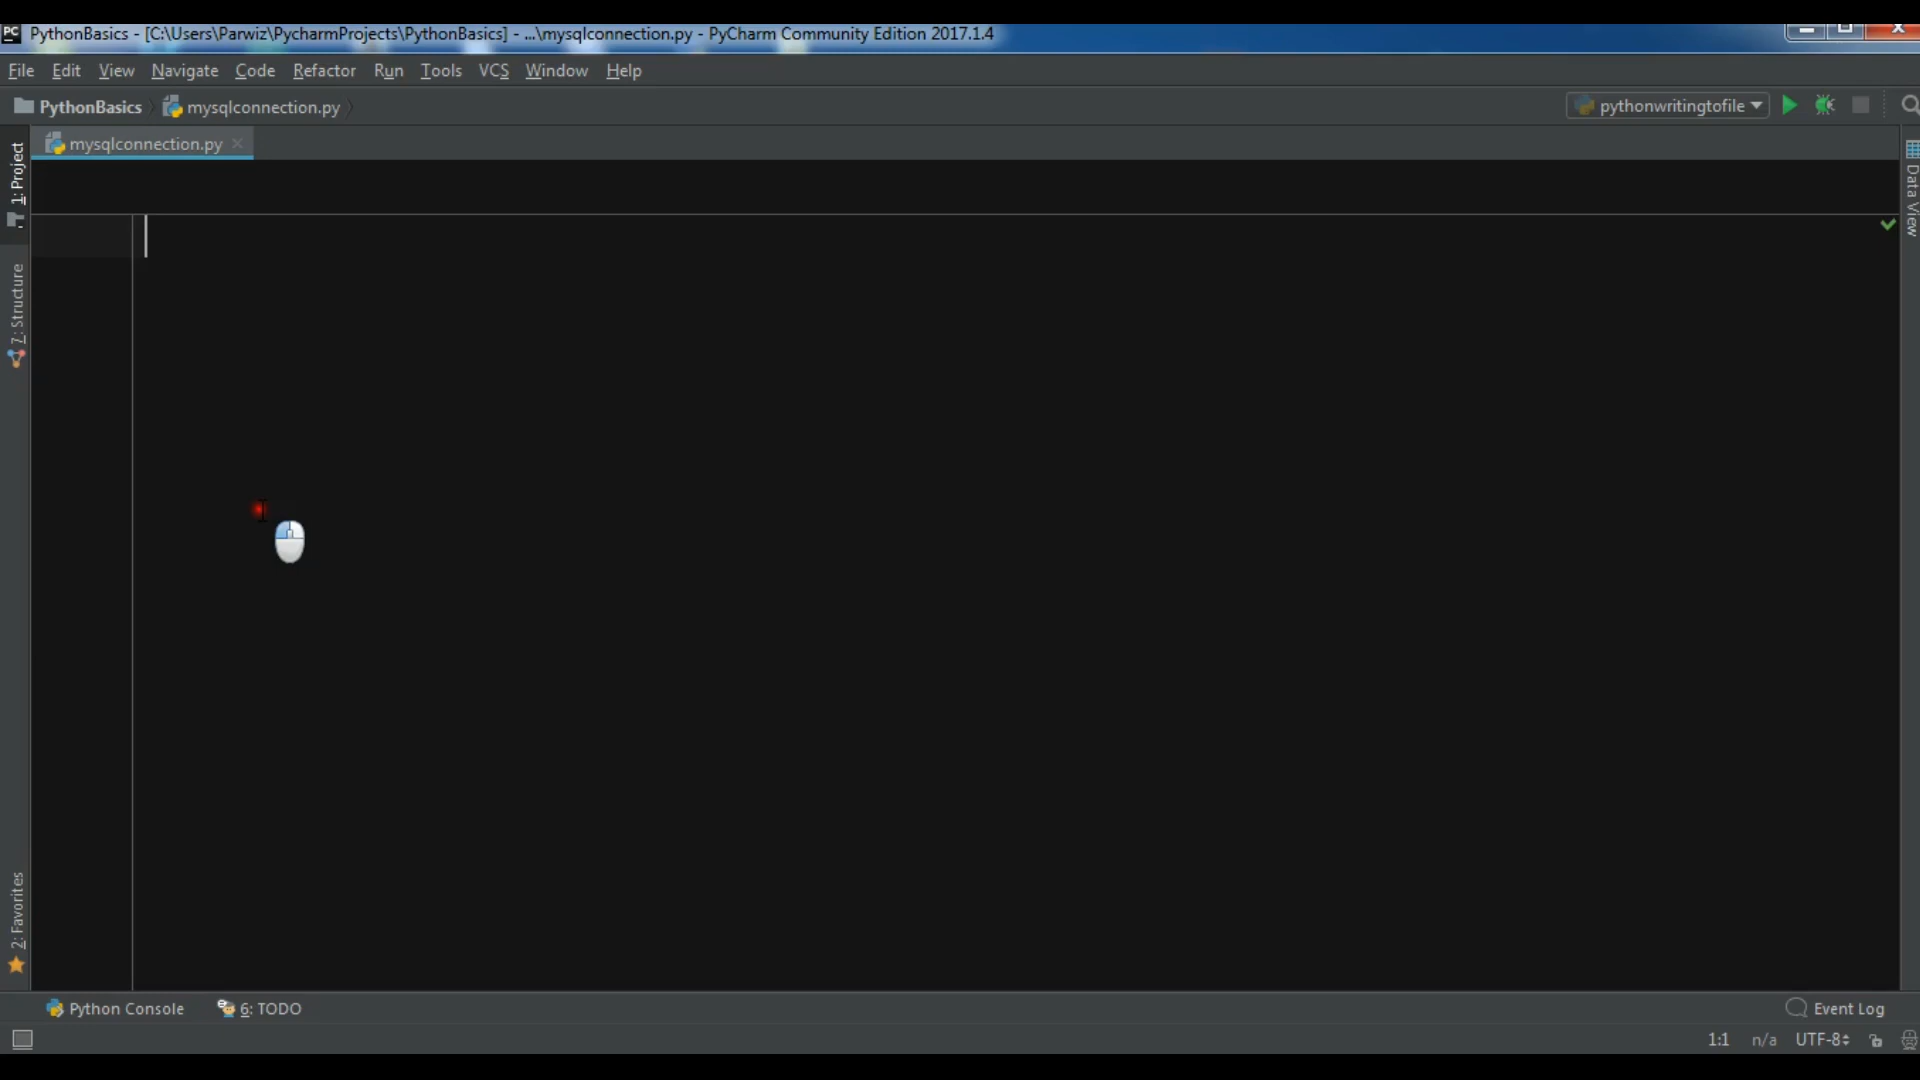 PC PythonBasics - [C:\Users\Parwiz\PycharmProjects\PythonBasics] - ...\mysqlconnection.py - PyCharm Community Edition 2017.1.4
File Edit View Navigate Code Refactor Run Tools VCS Window Help
PythonBasics mysqlconnection.py pythonwritingtofile
mysqlconnection.py
1: Project
7: Structure
2: Favorites
Data View
Python Console 6: TODO Event Log
1:1 n/a UTF-8